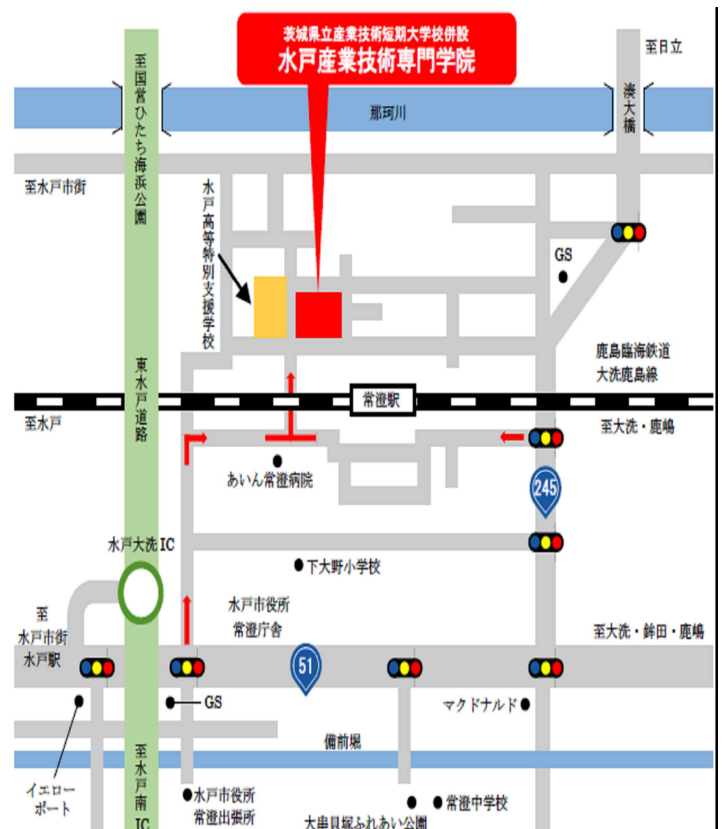 茨城県立産業技術短期大学校併設
水戸産業技術専門学院
至日立
至国営ひたち海浜公園
那珂川
湊大橋
至水戸市街
水戸高等特別支援学校
GS
鹿島臨海鉄道
大洗鹿島線
東水戸道路
常澄駅
至水戸
至大洗・鹿嶋
あいん常澄病院
245
水戸大洗IC
下大野小学校
至
水戸市街
水戸駅
水戸市役所
常澄庁舎
至大洗・鉾田・鹿嶋
51
GS
マクドナルド
備前堀
至水戸南IC
イエロー
ポート
水戸市役所
常澄出張所
常澄中学校
大串貝塚ふれあい公園